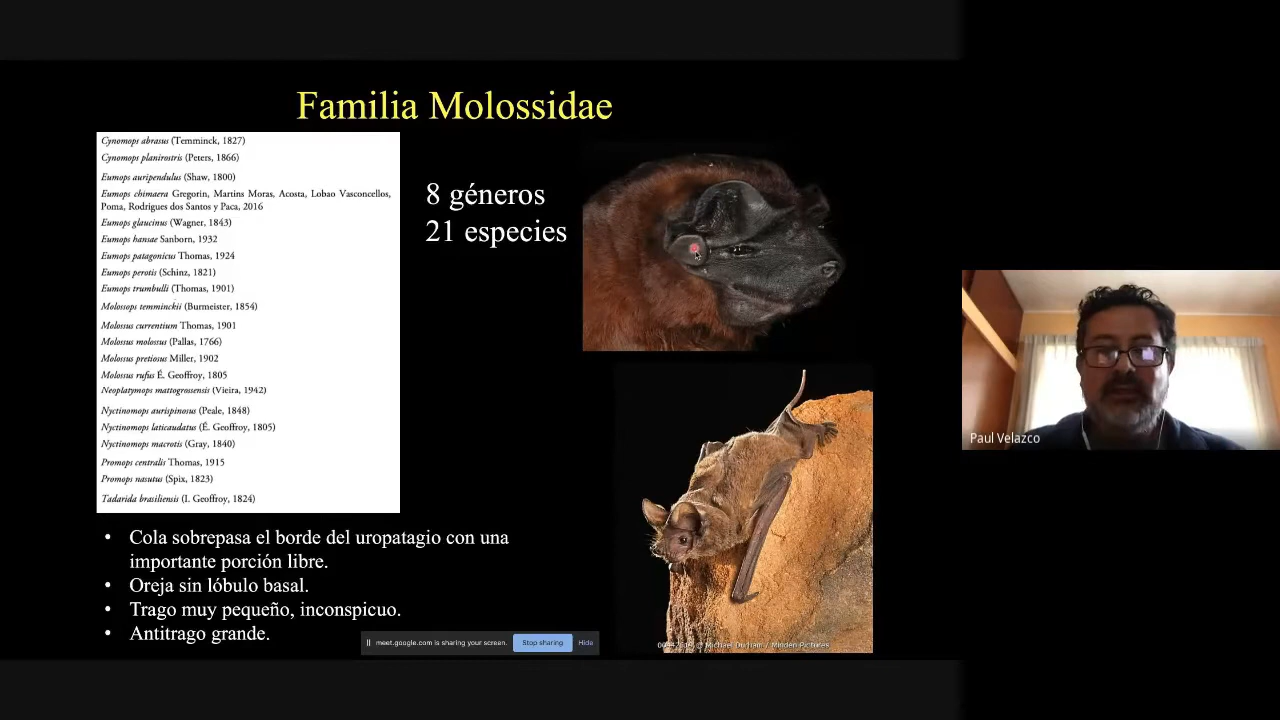 Familia Molossidae
Cynomops abrasus (Temminck, 1827)
Cynomops planirostris (Peters, 1866)
Eumops auripendulus (Shaw, 1800)
Eumops chimaera Gregorin, Martins Moras, Acosta, Lobao Vasconcellos,
Poma, Rodrigues dos Santos y Paca, 2016
Eumops glaucinus (Wagner, 1843)
Eumops hansae Sanborn, 1932
Eumops patagonicus Thomas, 1924
Eumops perotis (Schinz, 1821)
Eumops trumbulli (Thomas, 1901)
Molossops temminckii (Burmeister, 1854)
Molossus currentium Thomas, 1901
Molossus molossus (Pallas, 1766)
Molossus pretiosus Miller, 1902
Molossus rufus É. Geoffroy, 1805
Neoplatymops mattogrossensis (Vieira, 1942)
Nyctinomops aurispinosus (Peale, 1848)
Nyctinomops laticaudatus (É. Geoffroy, 1805)
Nyctinomops macrotis (Gray, 1840)
Promops centralis Thomas, 1915
Promops nasutus (Spix, 1823)
Tadarida brasiliensis (I. Geoffroy, 1824)
8 géneros
21 especies
• Cola sobrepasa el borde del uropatagio con una
importante porción libre.
• Oreja sin lóbulo basal.
• Trago muy pequeño, inconspicuo.
• Antitrago grande.
meet.google.com is sharing your screen. Stop sharing Hide
© Michael Durham / Minden Pictures
Paul Velazco